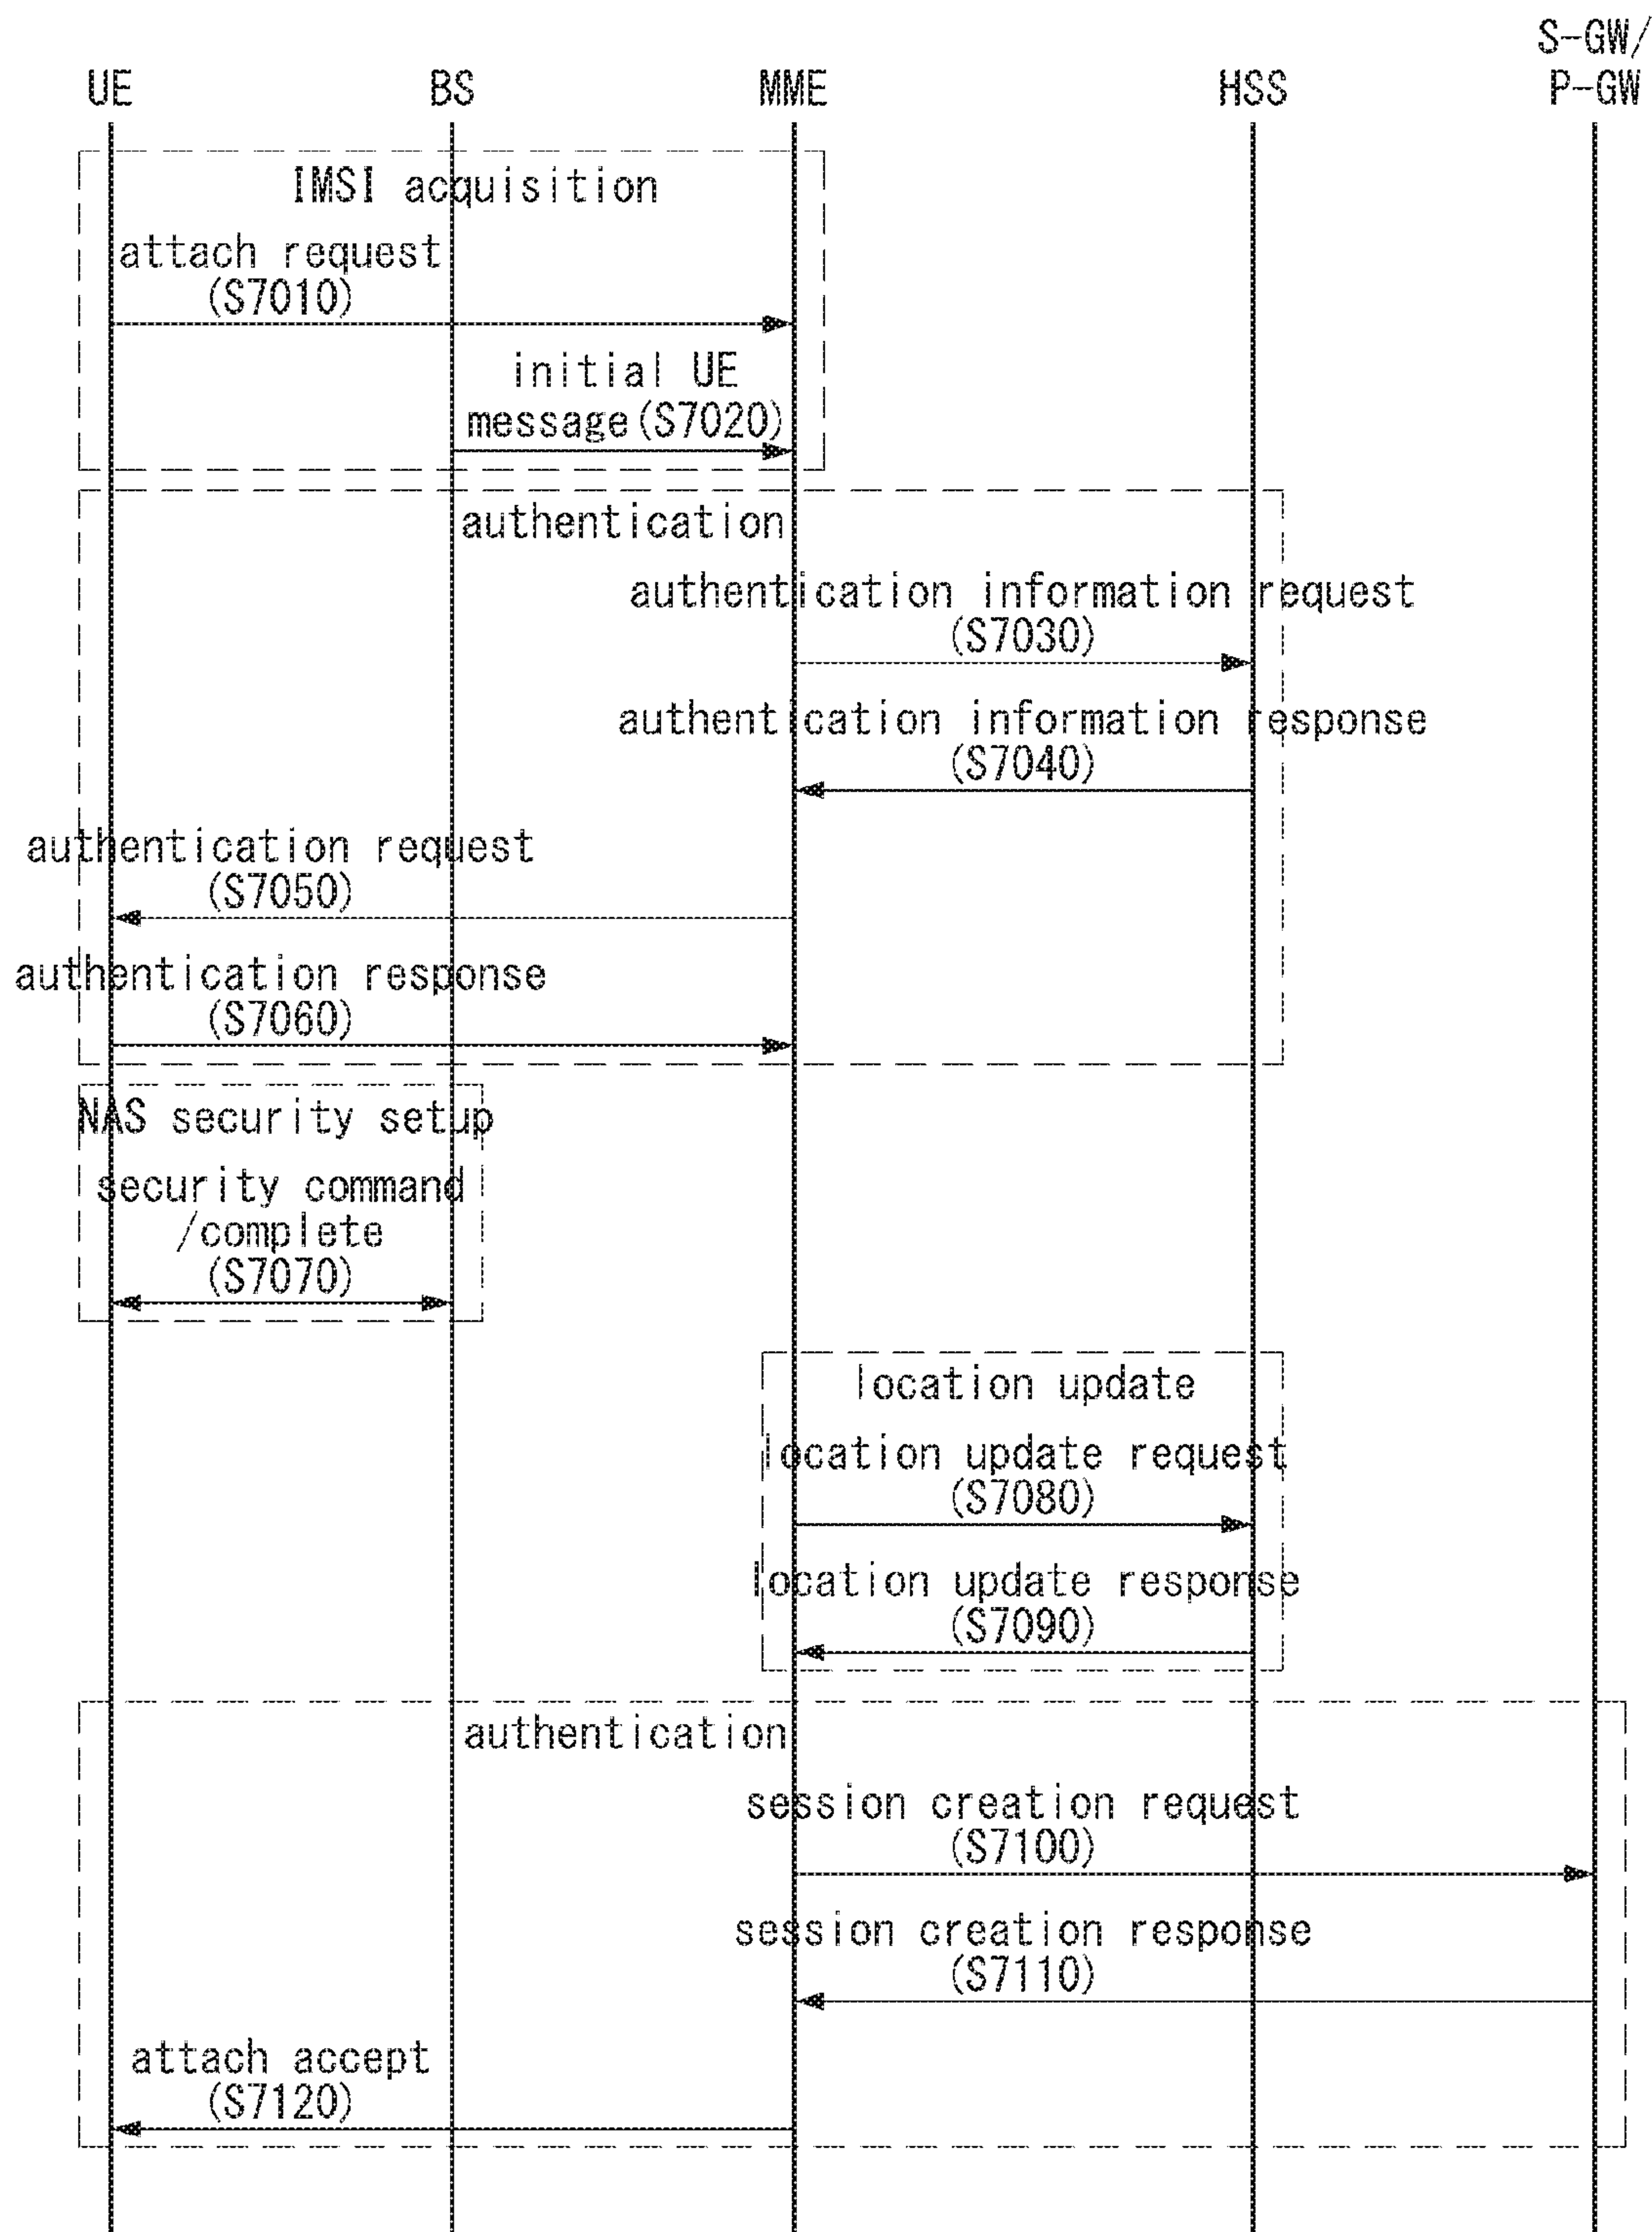 S-GW/
UE BS MME HSS P-GW
IMSI acquisition
attach request
(S7010)
initial UE
message(S7020)
authentication
authentication information request
(S7030)
authentication information response
(S7040)
authentication request
(S7050)
authentication response
(S7060)
NAS security setup
security command
/complete
(S7070)
location update
location update request
(S7080)
location update response
(S7090)
authentication
session creation request
(S7100)
session creation response
(S7110)
attach accept
(S7120)